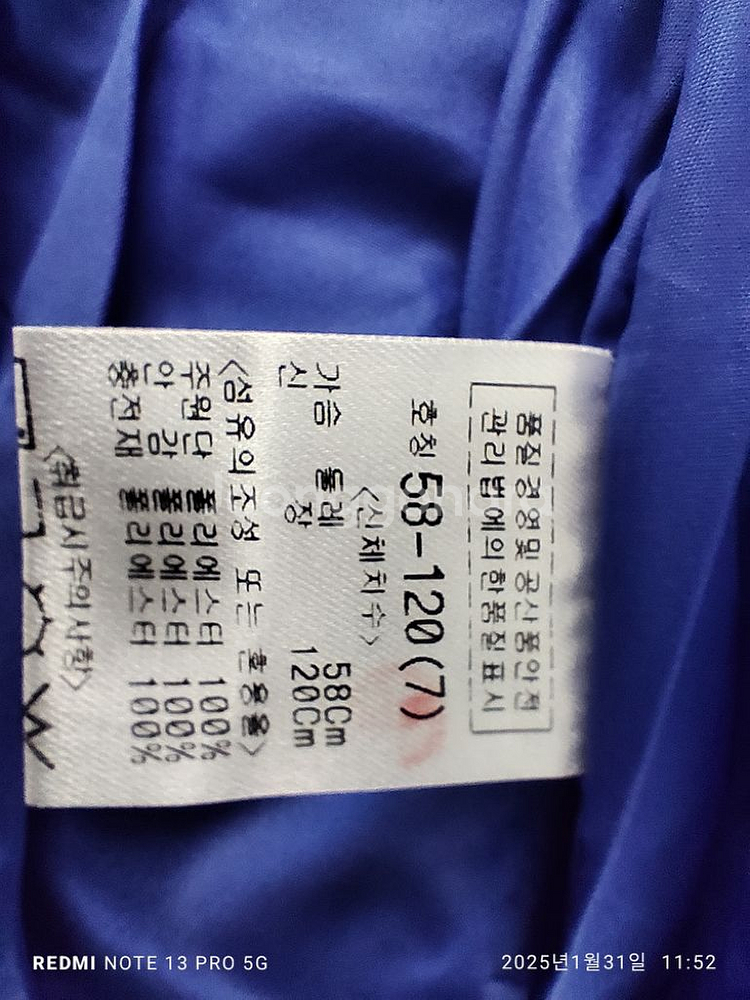 품질경영및 공산품안전
관리법에의한품질표시
호칭 58-120(7)
<신체치수>
가슴 둘레 58Cm
신 장 120Cm
<섬유의조성 또는 혼용율>
주원단 폴리에스터 100%
안 감 폴리에스터 100%
충전재 폴리에스터 100%
<취급시주의사항>
REDMI NOTE 13 PRO 5G
2025년1월31일 11:52